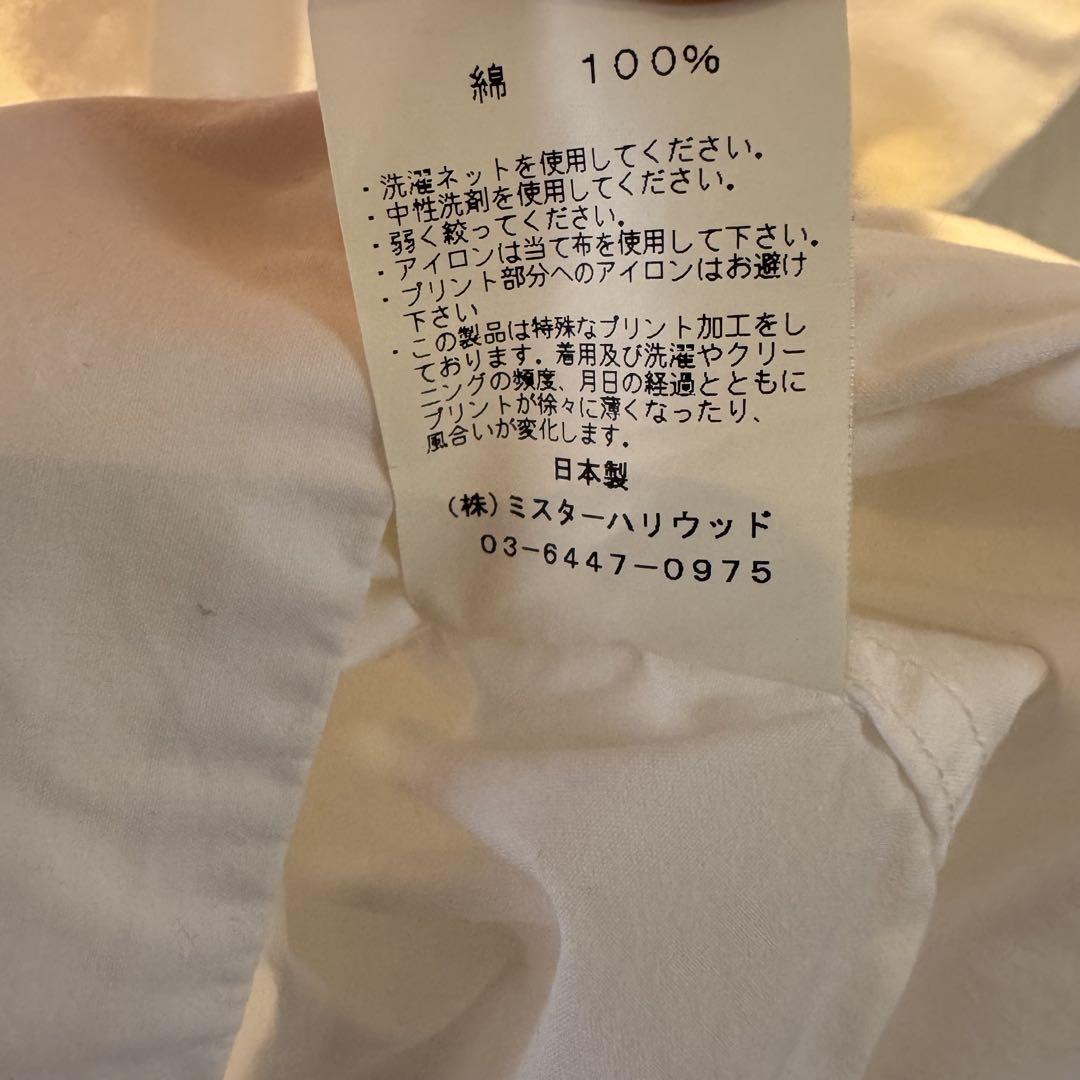 綿 100%
・洗濯ネットを使用してください。
・中性洗剤を使用してください。
・弱く絞ってください。
・アイロンは当て布を使用して下さい。
・プリント部分へのアイロンはお避け
下さい
・この製品は特殊なプリント加工をし
ております。着用及び洗濯やクリー
ニングの頻度、月日の経過とともに
プリントが徐々に薄くなったり、
風合いが変化します。
日本製
(株)ミスターハリウッド
03-6447-0975